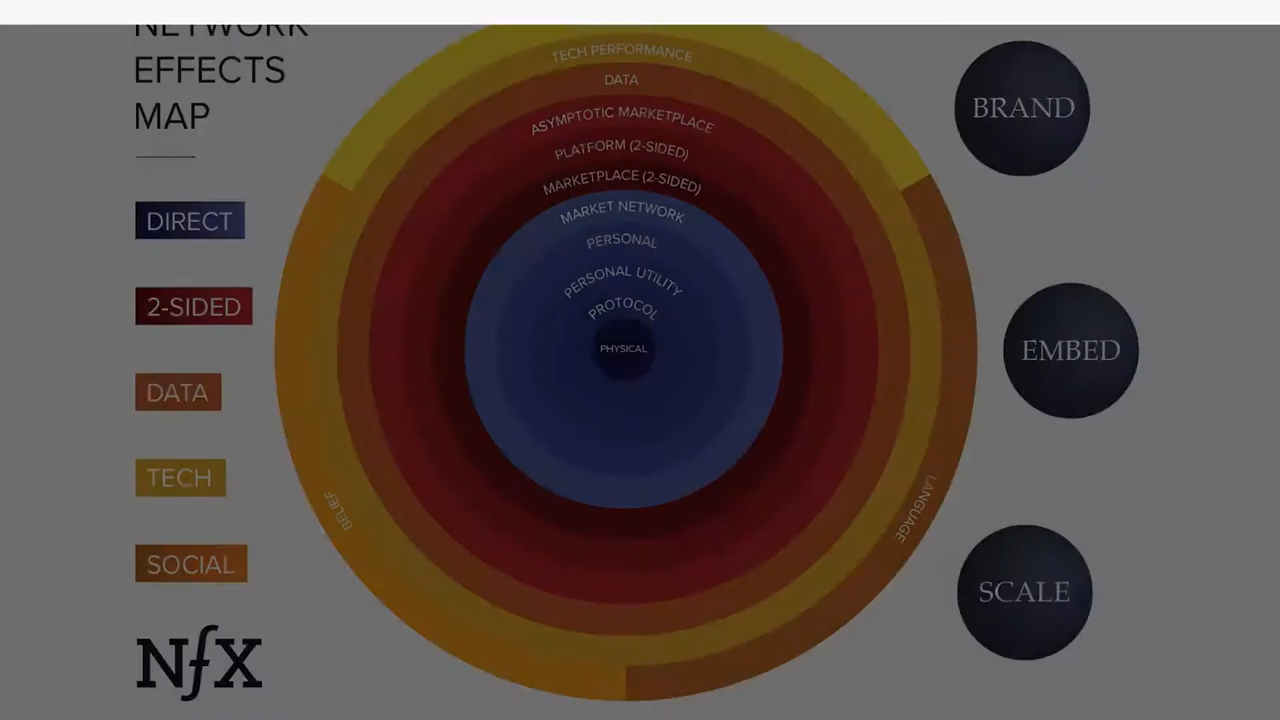 NETWORK
EFFECTS
MAP
DIRECT
2-SIDED
DATA
TECH
SOCIAL
NfX
TECH PERFORMANCE
DATA
ASYMPTOTIC MARKETPLACE
PLATFORM (2-SIDED)
MARKETPLACE (2-SIDED)
MARKET NETWORK
PERSONAL
PERSONAL UTILITY
PROTOCOL
PHYSICAL
BELIEF
LANGUAGE
BRAND
EMBED
SCALE